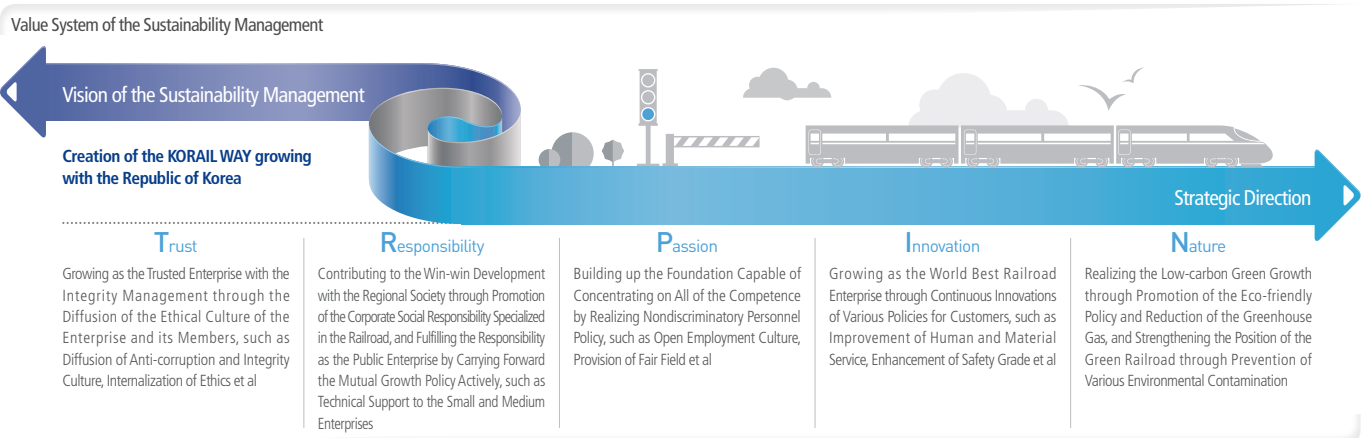 Value System of the Sustainability Management
Vision of the Sustainability Management
Creation of the KORAIL WAY growing
with the Republic of Korea
Strategic Direction
Trust
Growing as the Trusted Enterprise with the
Integrity Management through the
Diffusion of the Ethical Culture of the
Enterprise and its Members, such as
Diffusion of Anti-corruption and Integrity
Culture, Internalization of Ethics et al
Responsibility
Contributing to the Win-win Development
with the Regional Society through Promotion
of the Corporate Social Responsibility Specialized
in the Railroad, and Fulfilling the Responsibility
as the Public Enterprise by Carrying Forward
the Mutual Growth Policy Actively, such as
Technical Support to the Small and Medium
Enterprises
Passion
Building up the Foundation Capable of
Concentrating on All of the Competence
by Realizing Nondiscriminatory Personnel
Policy, such as Open Employment Culture,
Provision of Fair Field et al
Innovation
Growing as the World Best Railroad
Enterprise through Continuous Innovations
of Various Policies for Customers, such as
Improvement of Human and Material
Service, Enhancement of Safety Grade et al
Nature
Realizing the Low-carbon Green Growth
through Promotion of the Eco-friendly
Policy and Reduction of the Greenhouse
Gas, and Strengthening the Position of the
Green Railroad through Prevention of
Various Environmental Contamination